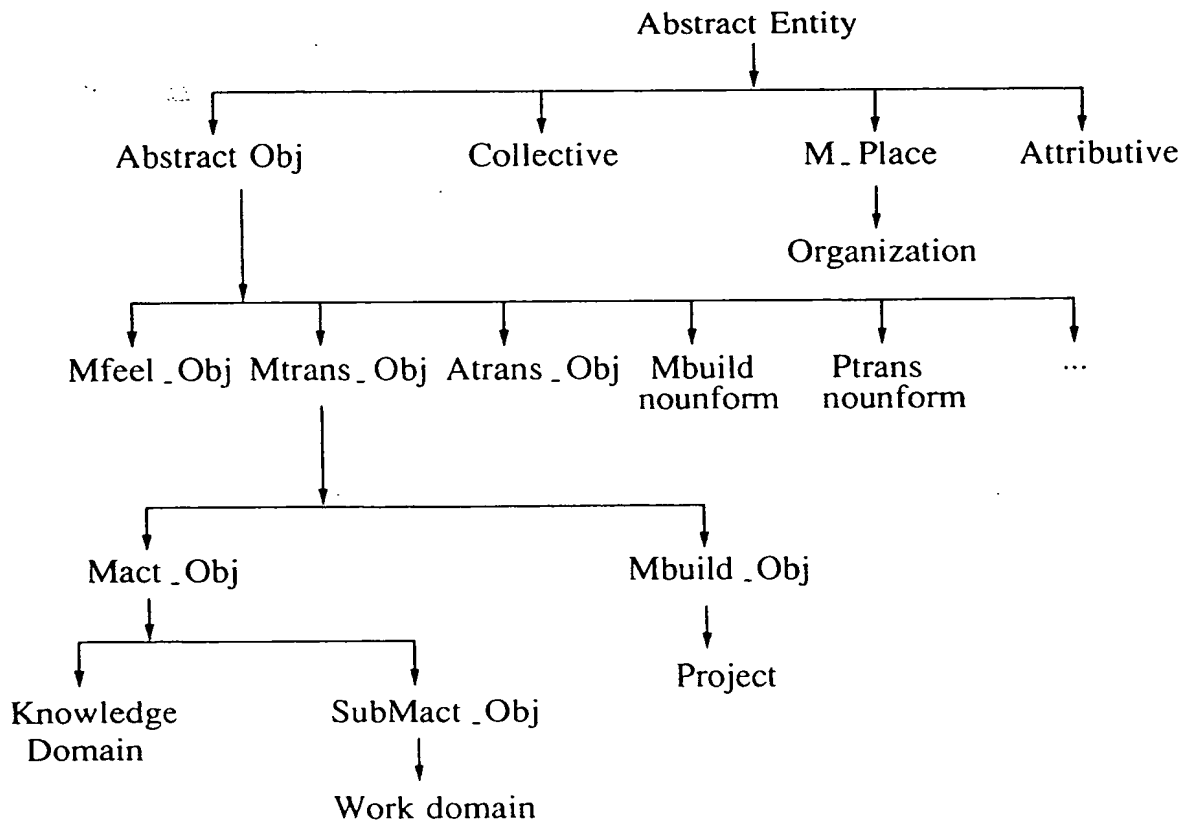 Abstract Entity
Abstract Obj
Collective
M_Place
Attributive
Organization
Mfeel_Obj
Mtrans_Obj
Atrans_Obj
Mbuild
nounform
Ptrans
nounform
...
Mact_Obj
Mbuild_Obj
Project
Knowledge
Domain
SubMact_Obj
Work domain